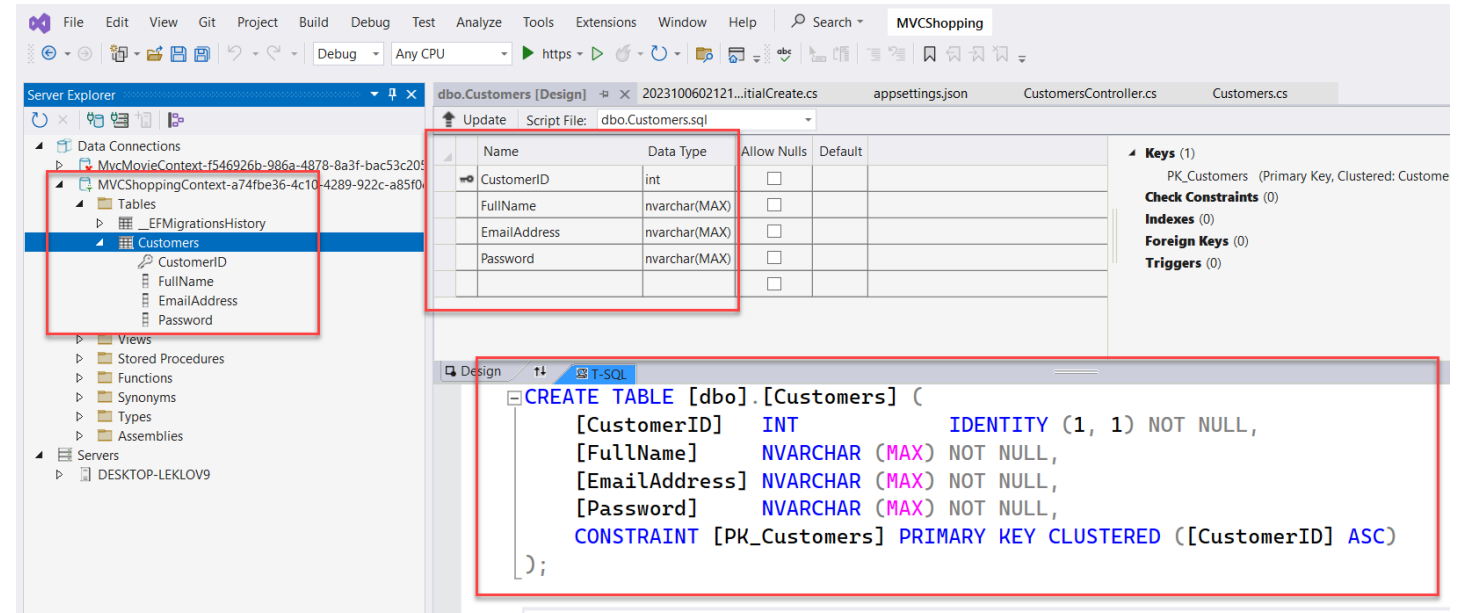 File Edit View Git Project Build Debug Test Analyze Tools Extensions Window Help Search MVCShopping
Debug Any CPU https
Server Explorer
Data Connections
MvcMovieContext-f546926b-986a-4878-8a3f-bac53c205
MVCShoppingContext-a74fbe36-4c10-4289-922c-a85f0
Tables
__EFMigrationsHistory
Customers
CustomerID
FullName
EmailAddress
Password
Views
Stored Procedures
Functions
Synonyms
Types
Assemblies
Servers
DESKTOP-LEKLOV9
dbo.Customers [Design] 2023100602121...itialCreate.cs appsettings.json CustomersController.cs Customers.cs
Update Script File: dbo.Customers.sql
Name Data Type Allow Nulls Default
CustomerID int
FullName nvarchar(MAX)
EmailAddress nvarchar(MAX)
Password nvarchar(MAX)
Keys (1)
PK_Customers (Primary Key, Clustered: Custome
Check Constraints (0)
Indexes (0)
Foreign Keys (0)
Triggers (0)
Design T-SQL
CREATE TABLE [dbo].[Customers] (
[CustomerID] INT IDENTITY (1, 1) NOT NULL,
[FullName] NVARCHAR (MAX) NOT NULL,
[EmailAddress] NVARCHAR (MAX) NOT NULL,
[Password] NVARCHAR (MAX) NOT NULL,
CONSTRAINT [PK_Customers] PRIMARY KEY CLUSTERED ([CustomerID] ASC)
);